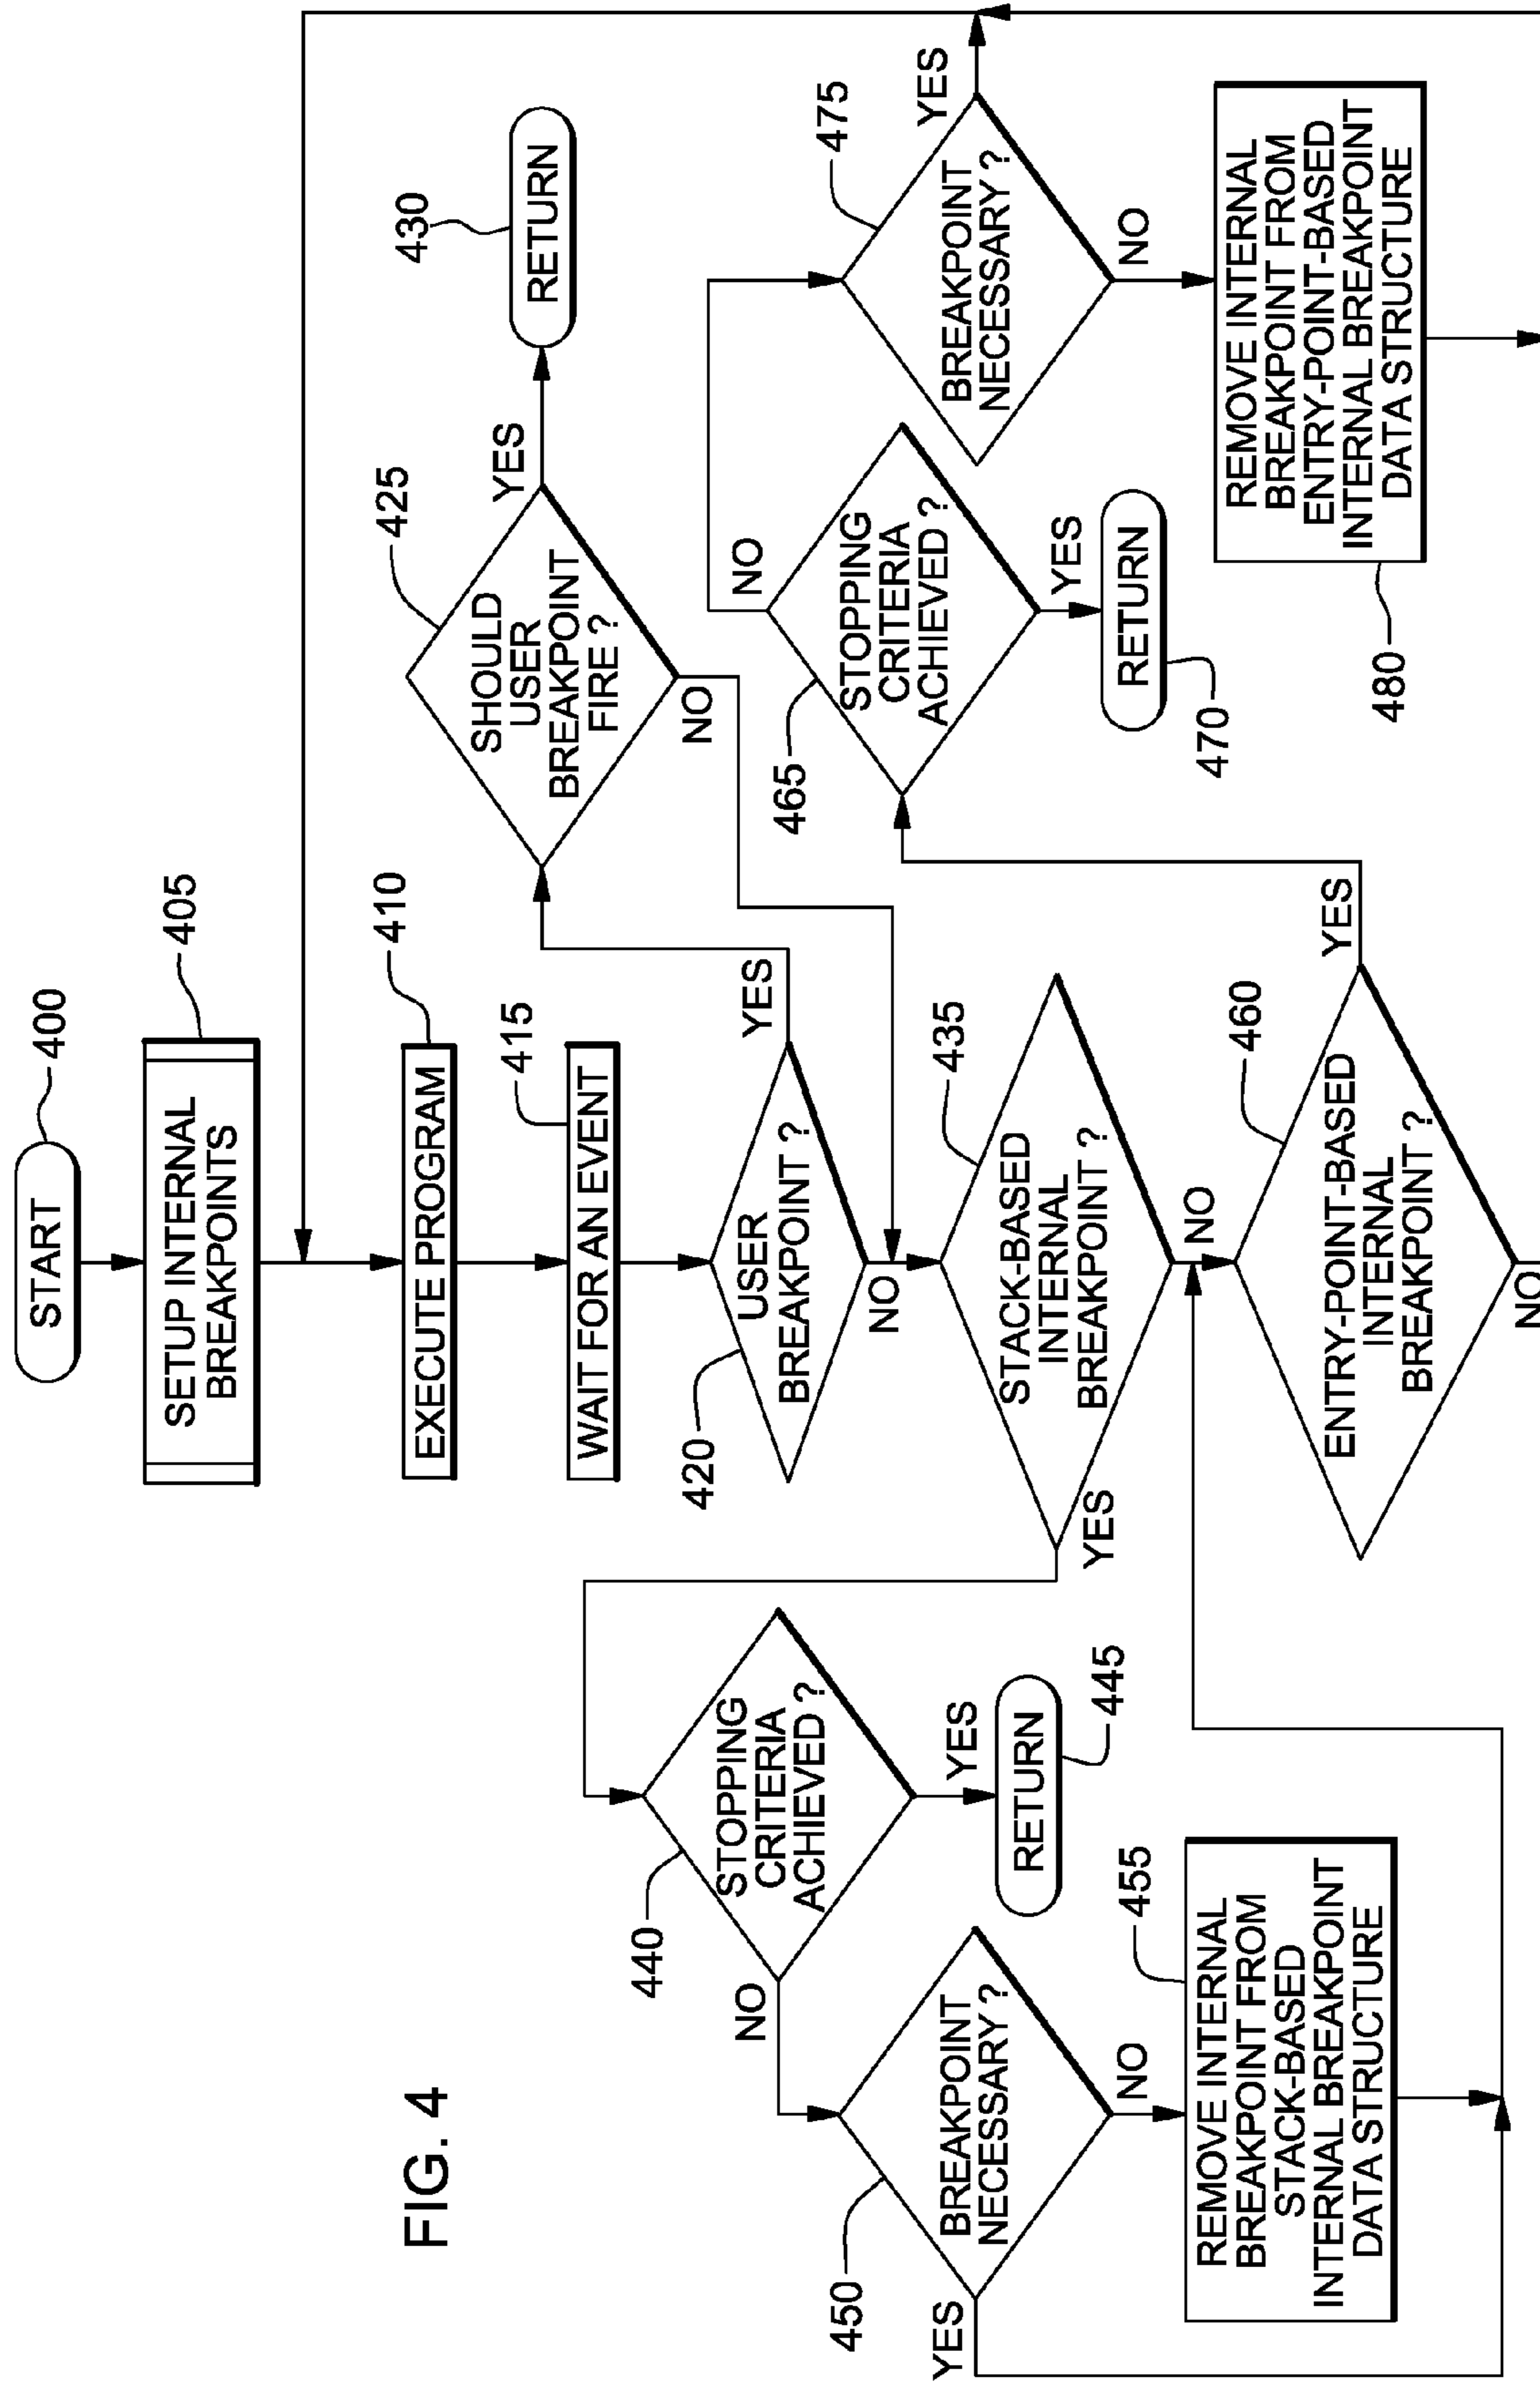 FIG. 4
START
400
SETUP INTERNAL
BREAKPOINTS
405
EXECUTE PROGRAM
410
WAIT FOR AN EVENT
415
USER
BREAKPOINT ?
420
YES
NO
SHOULD
USER
BREAKPOINT
FIRE ?
425
YES
NO
RETURN
430
STACK-BASED
INTERNAL
BREAKPOINT ?
435
YES
NO
STOPPING
CRITERIA
ACHIEVED ?
440
YES
NO
RETURN
445
BREAKPOINT
NECESSARY ?
450
YES
NO
REMOVE INTERNAL
BREAKPOINT FROM
STACK-BASED
INTERNAL BREAKPOINT
DATA STRUCTURE
455
ENTRY-POINT-BASED
INTERNAL
BREAKPOINT ?
460
YES
NO
STOPPING
CRITERIA
ACHIEVED ?
465
NO
YES
RETURN
470
BREAKPOINT
NECESSARY ?
475
YES
NO
REMOVE INTERNAL
BREAKPOINT FROM
ENTRY-POINT-BASED
INTERNAL BREAKPOINT
DATA STRUCTURE
480